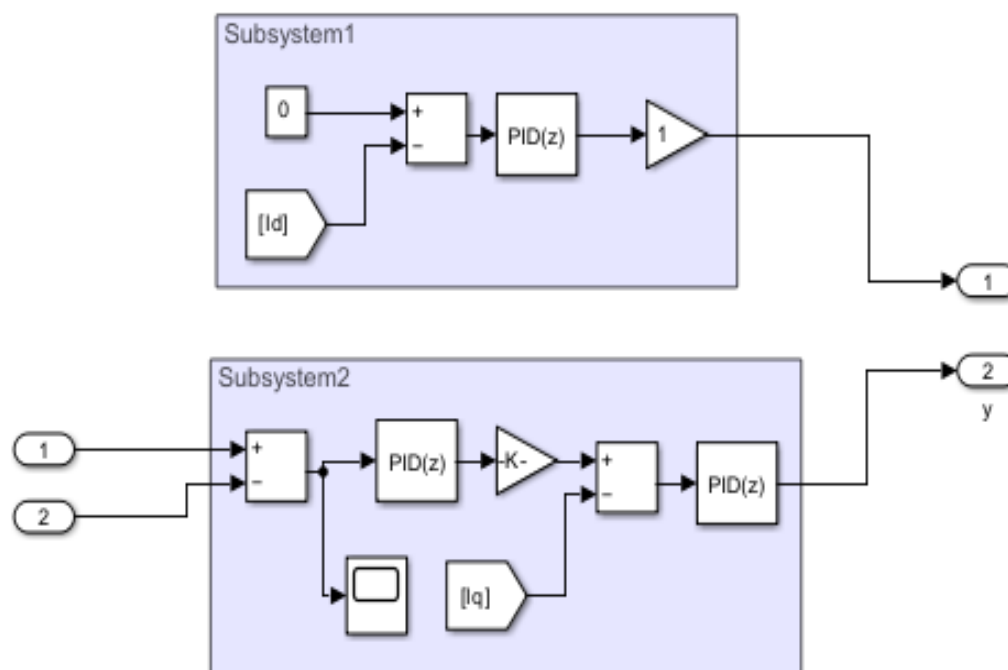 Subsystem1
0
+
−
PID(z)
1
[Id]
1
Subsystem2
2
y
1
+
−
PID(z)
-K-
+
−
PID(z)
2
[Iq]